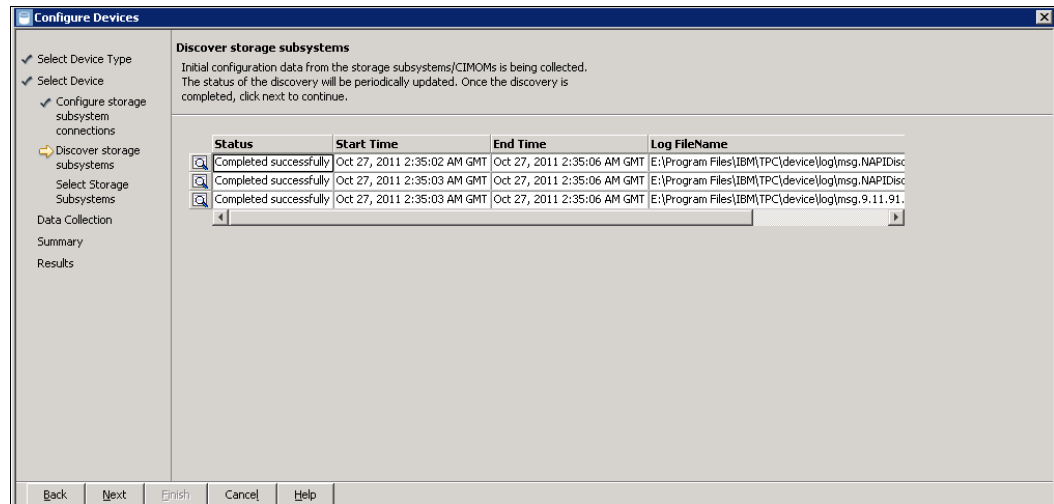 Configure Devices
Select Device Type
Select Device
Configure storage
subsystem
connections
Discover storage
subsystems
Select Storage
Subsystems
Data Collection
Summary
Results
Discover storage subsystems
Initial configuration data from the storage subsystems/CIMOMs is being collected.
The status of the discovery will be periodically updated. Once the discovery is
completed, click next to continue.
Status Start Time End Time Log FileName
Completed successfully Oct 27, 2011 2:35:02 AM GMT Oct 27, 2011 2:35:06 AM GMT E:\Program Files\IBM\TPC\device\log\msg.NAPIDisc
Completed successfully Oct 27, 2011 2:35:03 AM GMT Oct 27, 2011 2:35:06 AM GMT E:\Program Files\IBM\TPC\device\log\msg.NAPIDisc
Completed successfully Oct 27, 2011 2:35:03 AM GMT Oct 27, 2011 2:35:06 AM GMT E:\Program Files\IBM\TPC\device\log\msg.9.11.91.
Back Next Finish Cancel Help